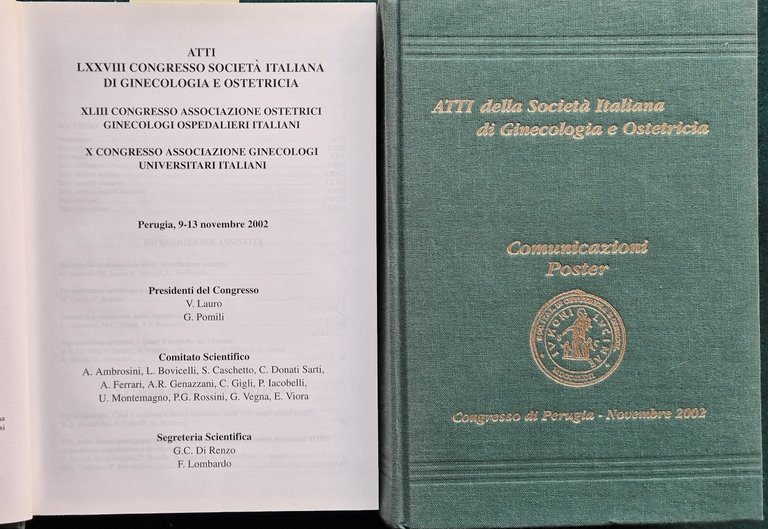 ATTI
LXXVIII CONGRESSO SOCIETÀ ITALIANA
DI GINECOLOGIA E OSTETRICIA
XLIII CONGRESSO ASSOCIAZIONE OSTETRICI
GINECOLOGI OSPEDALIERI ITALIANI
X CONGRESSO ASSOCIAZIONE GINECOLOGI
UNIVERSITARI ITALIANI
Perugia, 9-13 novembre 2002
Presidenti del Congresso
V. Lauro
G. Pomili
Comitato Scientifico
A. Ambrosini, L. Bovicelli, S. Caschetto, C. Donati Sarti,
A. Ferrari, A.R. Genazzani, C. Gigli, P. Iacobelli,
U. Montemagno, P.G. Rossini, G. Vegna, E. Viora
Segreteria Scientifica
G.C. Di Renzo
F. Lombardo
ATTI della Società Italiana
di Ginecologia e Ostetricia
Comunicazioni
Poster
IUNONI LUCINAE
Congresso di Perugia - Novembre 2002